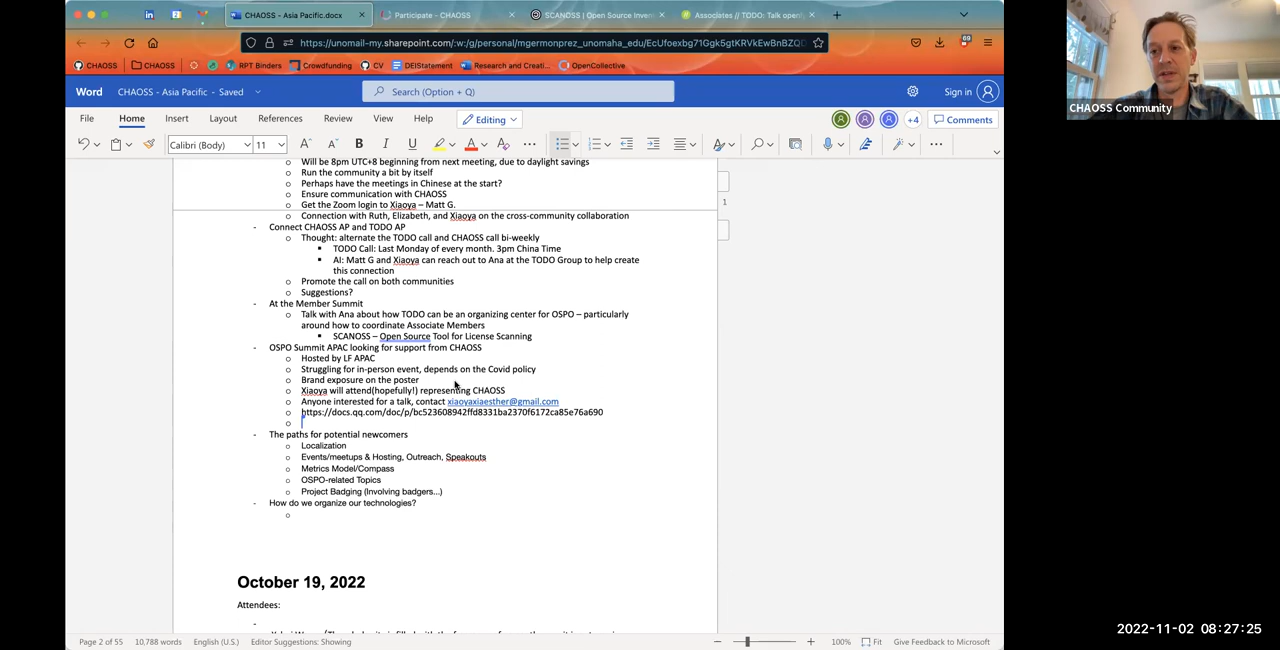 CHAOSS - Asia Pacific.docx
Participate - CHAOSS
SCANOSS | Open Source Inven
Associates // TODO: Talk open
https://unomail-my.sharepoint.com/:w:/g/personal/mgermonprez_unomaha_edu/EcUfoexbg71Ggk5gtKRVkEwBnBZQD
69
CHAOSS
CHAOSS
RPT Binders
Crowdfunding
CV
DEIStatement
Research and Creati...
OpenCollective
Word
CHAOSS - Asia Pacific - Saved
Search (Option + Q)
Sign in
File
Home
Insert
Layout
References
Review
View
Help
Editing
+4
Comments
Calibri (Body)
11
Will be 8pm UTC+8 beginning from next meeting, due to daylight savings
Run the community a bit by itself
Perhaps have the meetings in Chinese at the start?
Ensure communication with CHAOSS
Get the Zoom login to Xiaoya – Matt G.
1
Connection with Ruth, Elizabeth, and Xiaoya on the cross-community collaboration
- Connect CHAOSS AP and TODO AP
Thought: alternate the TODO call and CHAOSS call bi-weekly
TODO Call: Last Monday of every month. 3pm China Time
AI: Matt G and Xiaoya can reach out to Ana at the TODO Group to help create
this connection
Promote the call on both communities
Suggestions?
- At the Member Summit
Talk with Ana about how TODO can be an organizing center for OSPO – particularly
around how to coordinate Associate Members
SCANOSS – Open Source Tool for License Scanning
- OSPO Summit APAC looking for support from CHAOSS
Hosted by LF APAC
Struggling for in-person event, depends on the Covid policy
Brand exposure on the poster
Xiaoya will attend(hopefully!) representing CHAOSS
Anyone interested for a talk, contact xiaoyaxiaesther@gmail.com
https://docs.qq.com/doc/p/bc523608942ffd8331ba2370f6172ca85e76a690
- The paths for potential newcomers
Localization
Events/meetups & Hosting, Outreach, Speakouts
Metrics Model/Compass
OSPO-related Topics
Project Badging (Involving badgers...)
- How do we organize our technologies?
October 19, 2022
Attendees:
-
Page 2 of 55
10,788 words
English (U.S.)
Editor Suggestions: Showing
100%
Fit
Give Feedback to Microsoft
CHAOSS Community
2022-11-02 08:27:25